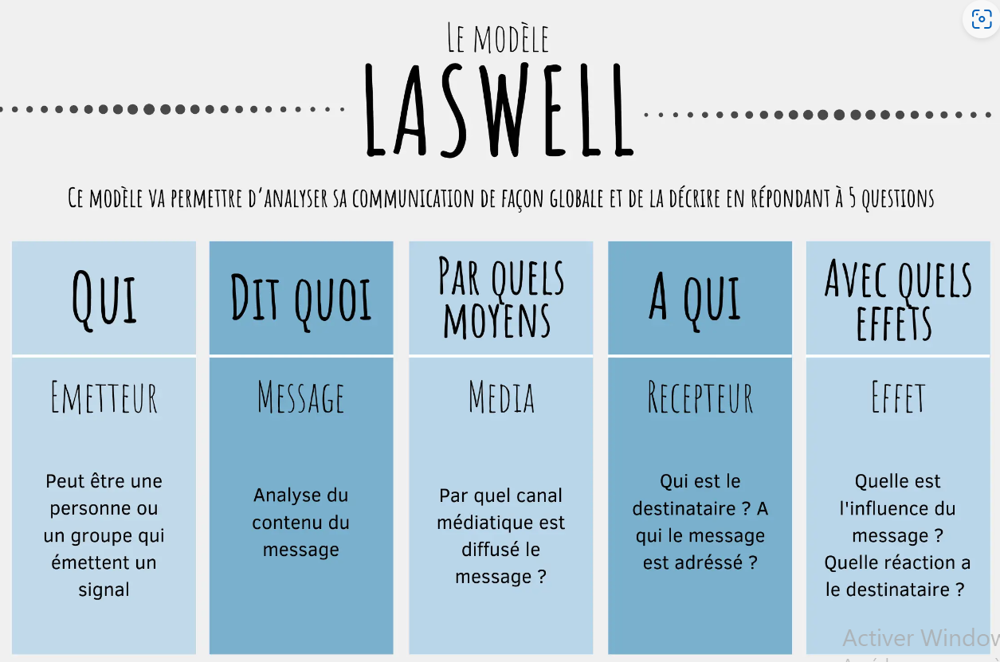 Le modèle
LASWELL
Ce modèle va permettre d'analyser sa communication de façon globale et de la décrire en répondant à 5 questions
Qui
Emetteur
Peut être une
personne ou
un groupe qui
émettent un
signal
Dit quoi
Message
Analyse du
contenu du
message
Par quels
moyens
Media
Par quel canal
médiatique est
diffusé le
message ?
A qui
Recepteur
Qui est le
destinataire ? A
qui le message
est adréssé ?
Avec quels
effets
Effet
Quelle est
l'influence du
message ?
Quelle réaction a
le destinataire ?
Activer Window